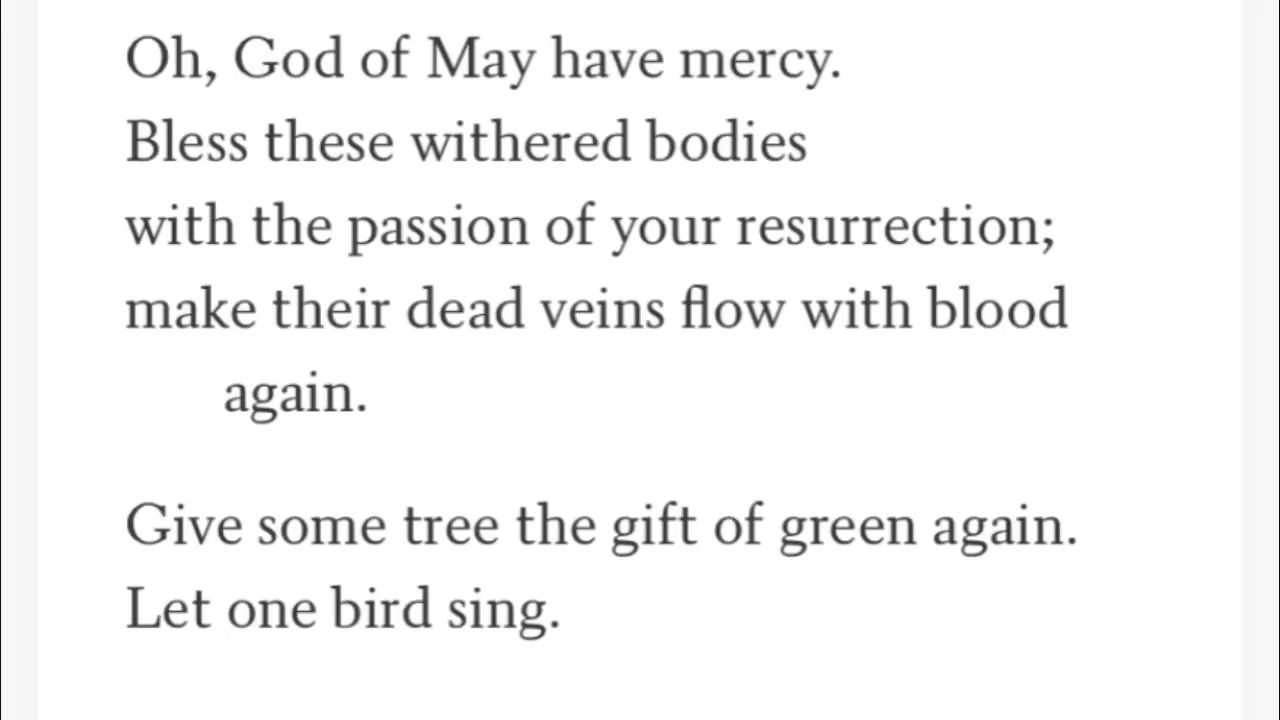 Oh, God of May have mercy.
Bless these withered bodies
with the passion of your resurrection;
make their dead veins flow with blood
again.
Give some tree the gift of green again.
Let one bird sing.